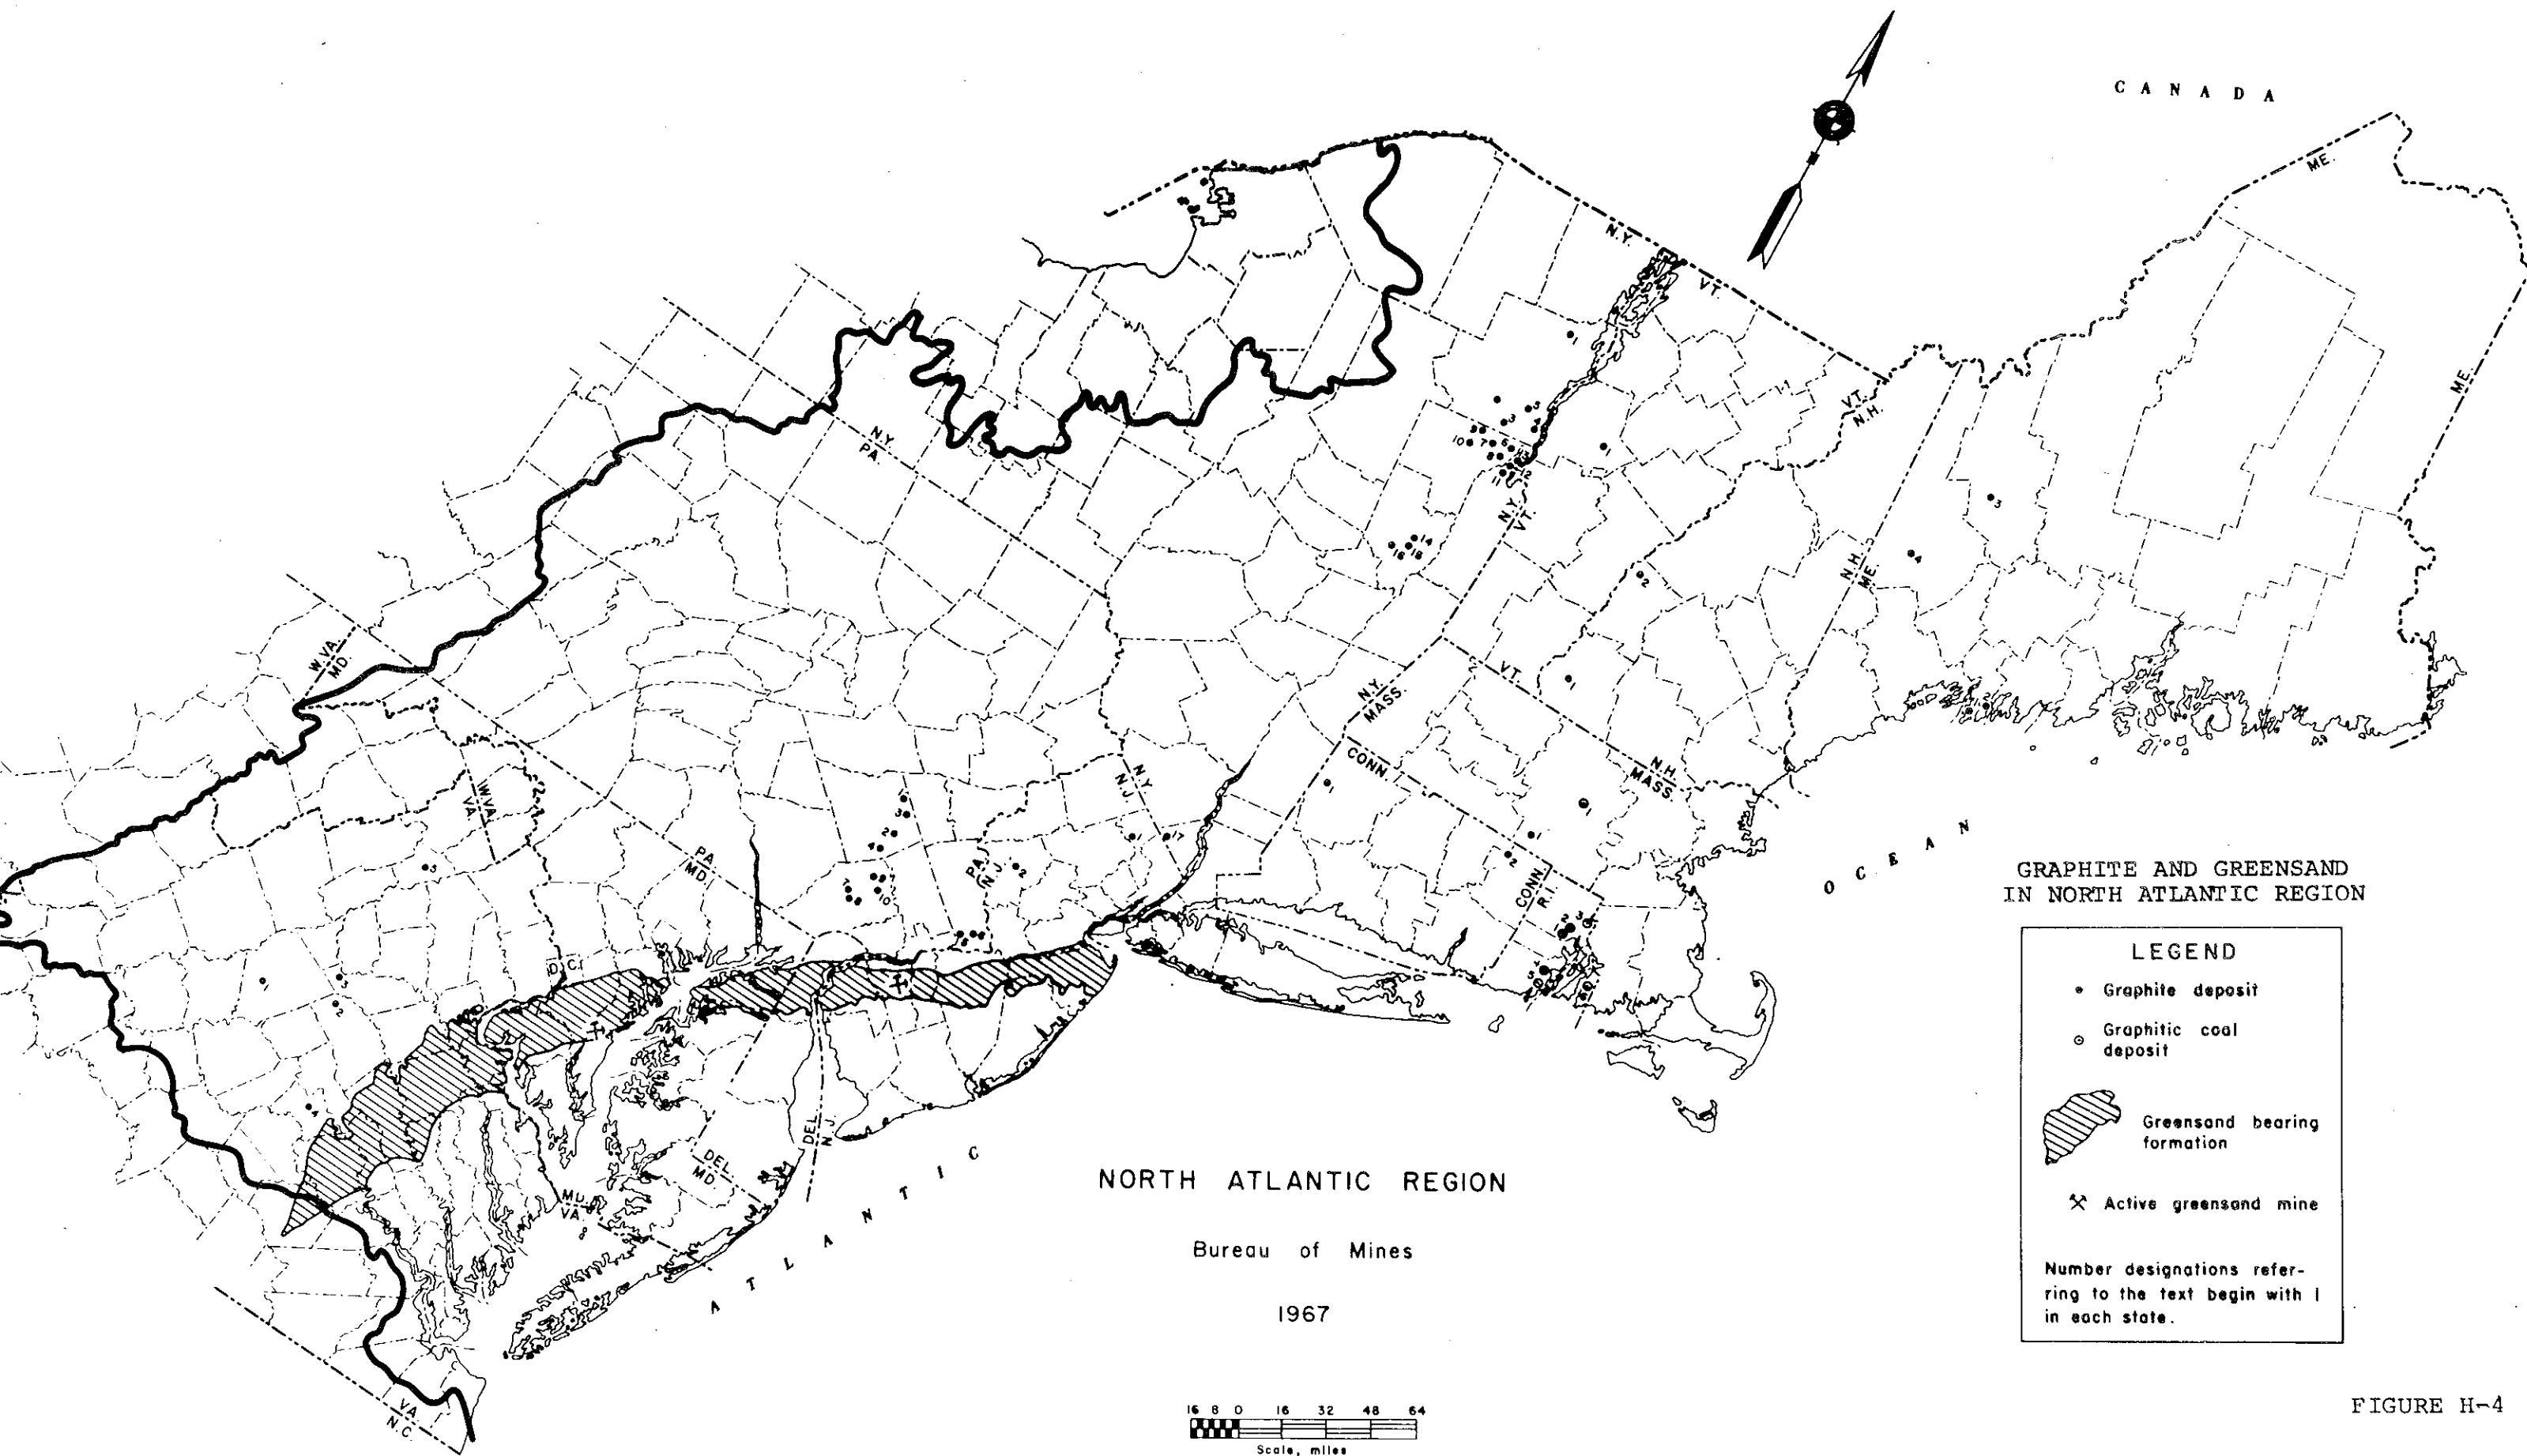 CANADA
ME.
ME.
N.Y.
VT.
VT.
N.H.
N.Y.
PA.
N.Y.
VT.
N.H.
ME.
W.VA.
MD.
VT.
N.Y.
MASS.
CONN.
N.H.
MASS.
N.Y.
N.J.
W.VA.
VA.
PA.
MD.
PA.
N.J.
CONN.
R.I.
D.C.
DEL.
N.J.
DEL.
MD.
MD.
VA.
VA.
N.C.
ATLANTIC
OCEAN
GRAPHITE AND GREENSAND
IN NORTH ATLANTIC REGION
LEGEND
Graphite deposit
Graphitic coal
deposit
Greensand bearing
formation
Active greensand mine
Number designations refer-
ring to the text begin with 1
in each state.
NORTH ATLANTIC REGION
Bureau of Mines
1967
16 8 0 16 32 48 64
Scale, miles
FIGURE H-4